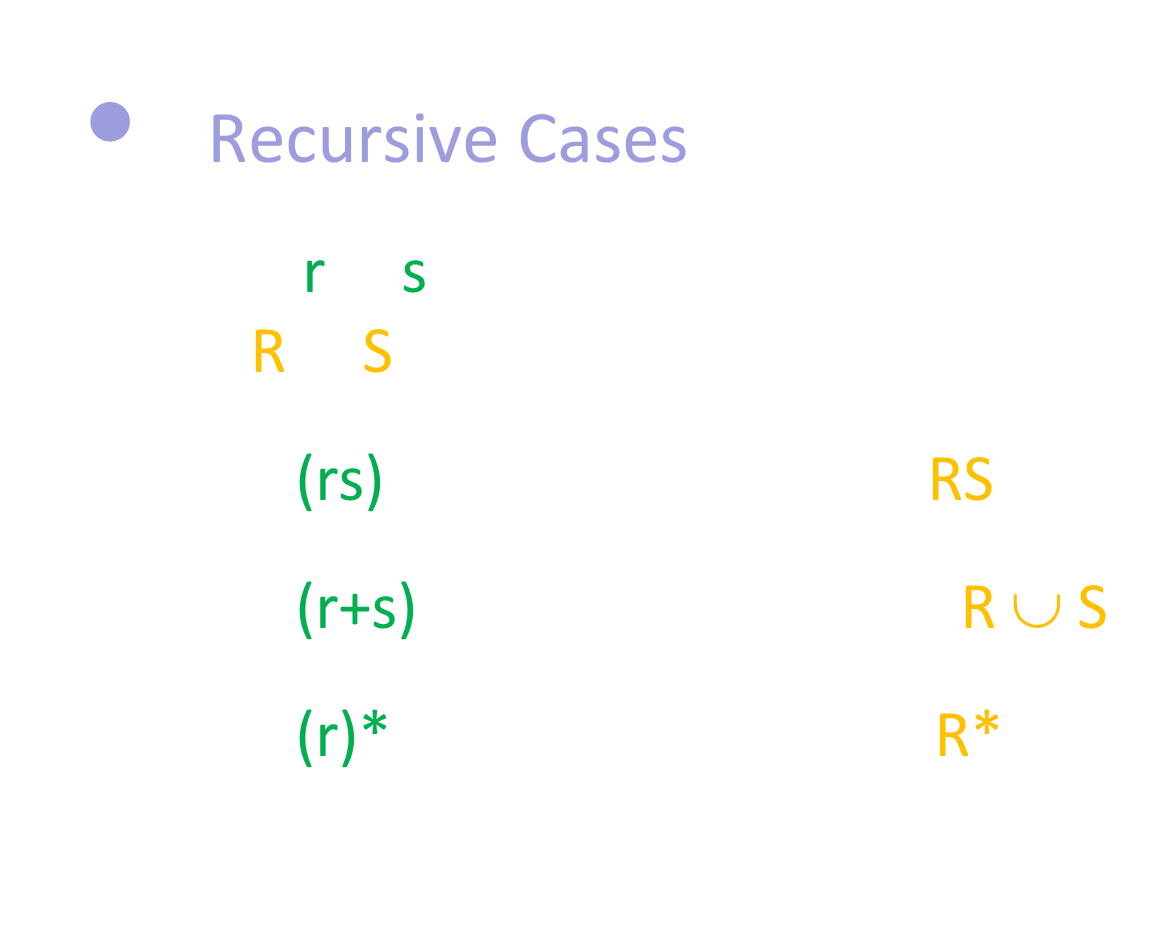 • Recursive Cases
r s
R S
(rs) RS
(r+s) R ∪ S
(r)* R*